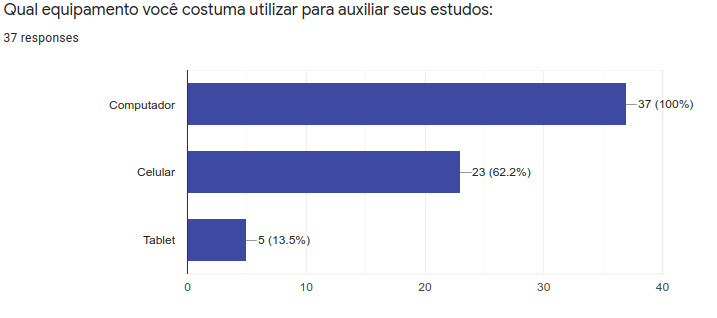 Qual equipamento você costuma utilizar para auxiliar seus estudos:
37 responses
Computador
37 (100%)
Celular
23 (62.2%)
Tablet
5 (13.5%)
0 10 20 30 40